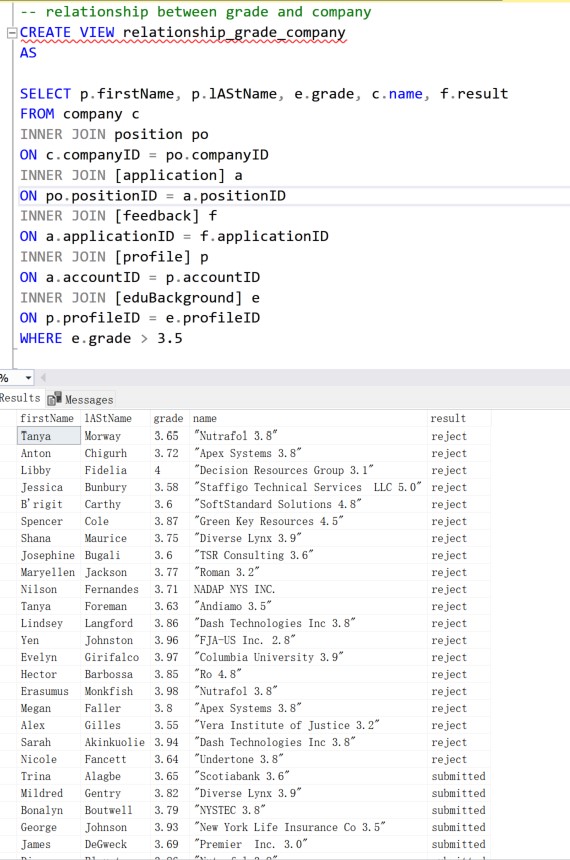 -- relationship between grade and company
CREATE VIEW relationship_grade_company
AS
SELECT p.firstName, p.lAStName, e.grade, c.name, f.result
FROM company c
INNER JOIN position po
ON c.companyID = po.companyID
INNER JOIN [application] a
ON po.positionID = a.positionID
INNER JOIN [feedback] f
ON a.applicationID = f.applicationID
INNER JOIN [profile] p
ON a.accountID = p.accountID
INNER JOIN [eduBackground] e
ON p.profileID = e.profileID
WHERE e.grade > 3.5
%
Results Messages
firstName lAStName grade name result
Tanya Morway 3.65 "Nutrafol 3.8" reject
Anton Chigurh 3.72 "Apex Systems 3.8" reject
Libby Fidelia 4 "Decision Resources Group 3.1" reject
Jessica Bunbury 3.58 "Staffigo Technical Services  LLC 5.0" reject
B'rigit Carthy 3.6 "SoftStandard Solutions 4.8" reject
Spencer Cole 3.87 "Green Key Resources 4.5" reject
Shana Maurice 3.75 "Diverse Lynx 3.9" reject
Josephine Bugali 3.6 "TSR Consulting 3.6" reject
Maryellen Jackson 3.77 "Roman 3.2" reject
Nilson Fernandes 3.71 NADAP NYS INC. reject
Tanya Foreman 3.63 "Andiamo 3.5" reject
Lindsey Langford 3.86 "Dash Technologies Inc 3.8" reject
Yen Johnston 3.96 "FJA-US Inc. 2.8" reject
Evelyn Girifalco 3.97 "Columbia University 3.9" reject
Hector Barbossa 3.85 "Ro 4.8" reject
Erasumus Monkfish 3.98 "Nutrafol 3.8" reject
Megan Faller 3.8 "Apex Systems 3.8" reject
Alex Gilles 3.55 "Vera Institute of Justice 3.2" reject
Sarah Akinkuolie 3.94 "Dash Technologies Inc 3.8" reject
Nicole Fancett 3.64 "Undertone 3.8" reject
Trina Alagbe 3.65 "Scotiabank 3.6" submitted
Mildred Gentry 3.82 "Diverse Lynx 3.9" submitted
Bonalyn Boutwell 3.79 "NYSTEC 3.8" submitted
George Johnson 3.93 "New York Life Insurance Co 3.5" submitted
James DeGweck 3.69 "Premier  Inc. 3.0" submitted